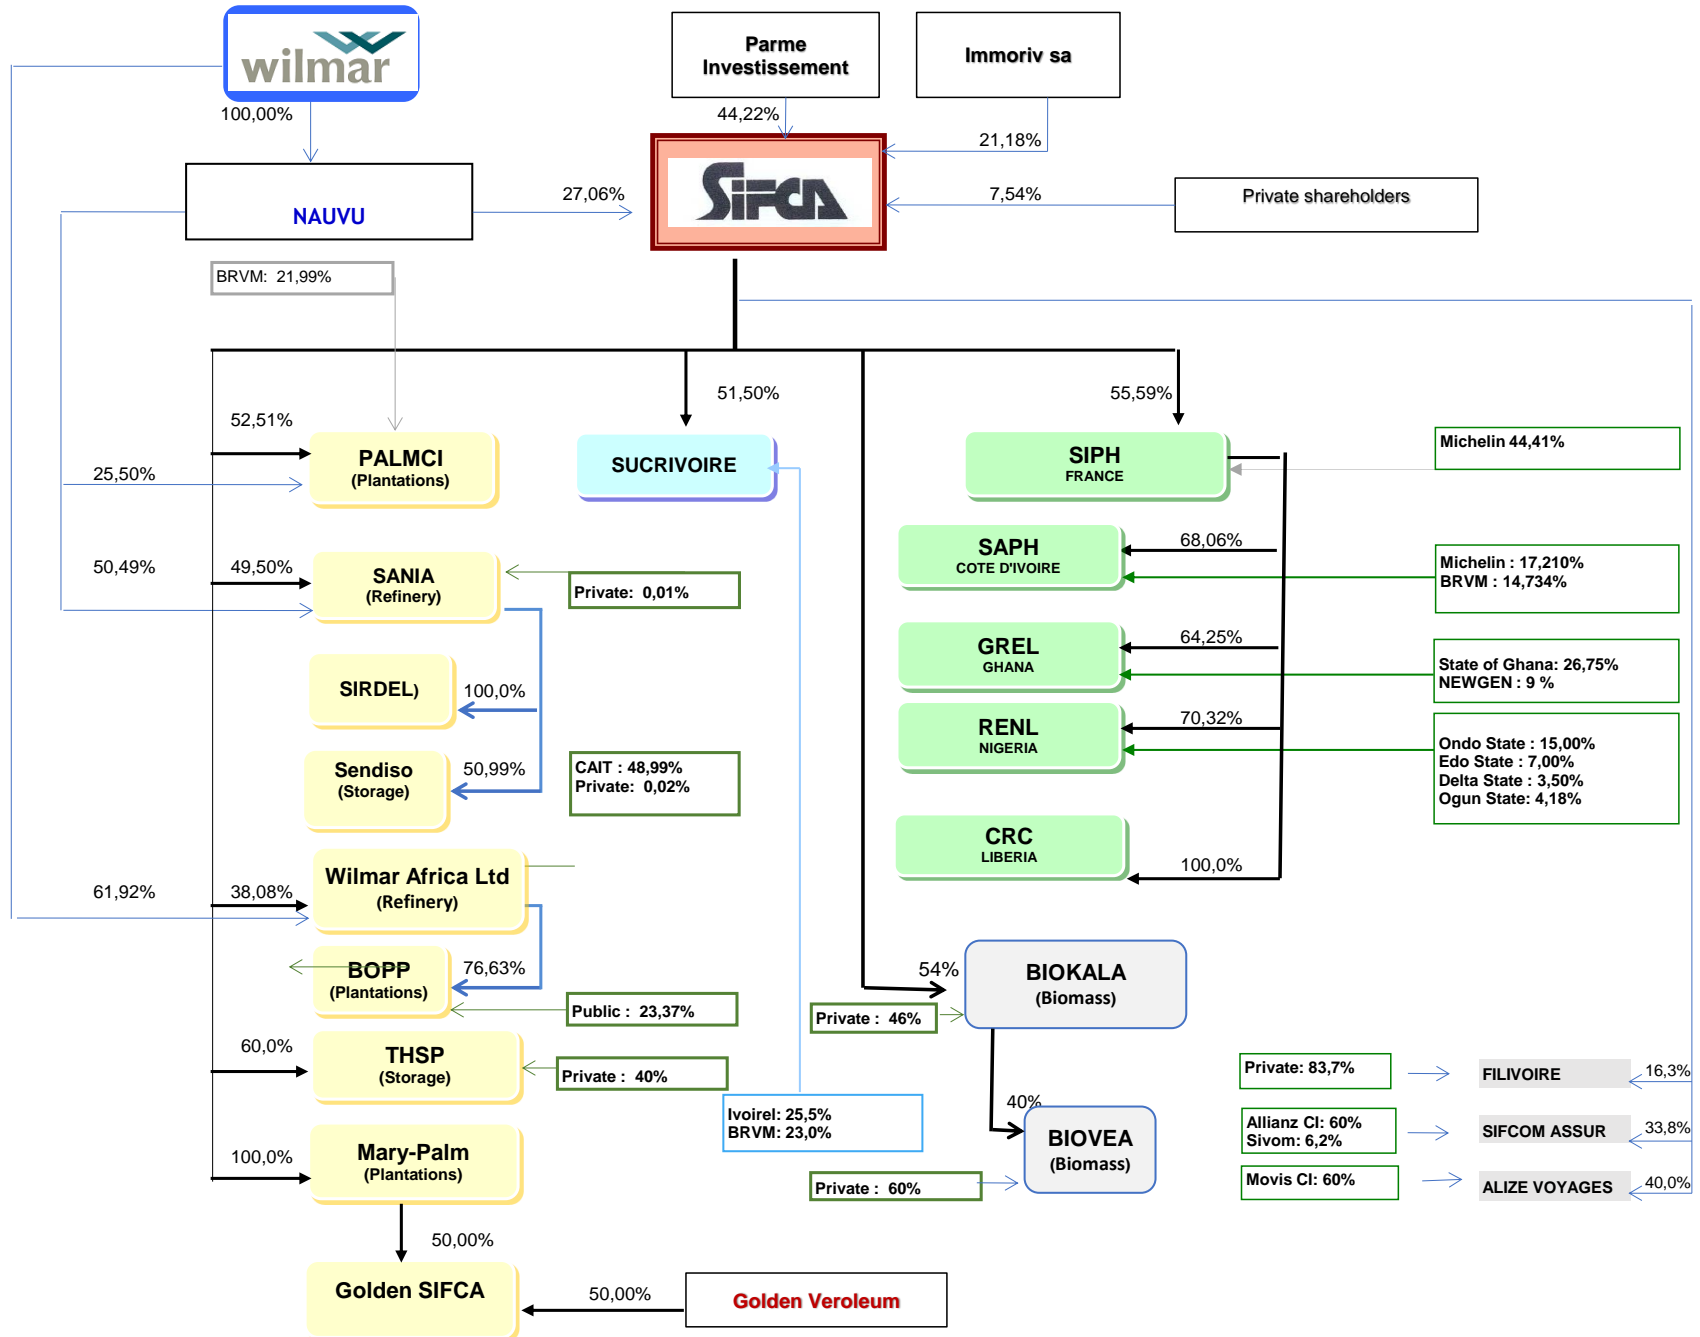 wilmar
Parme
Investissement
Immoriv sa
100,00%
44,22%
21,18%
SIFCA
NAUVU
27,06%
7,54%
Private shareholders
BRVM:  21,99%
51,50%
55,59%
52,51%
PALMCI
(Plantations)
SUCRIVOIRE
SIPH
FRANCE
Michelin 44,41%
25,50%
SAPH
COTE D'IVOIRE
68,06%
50,49%
49,50%
SANIA
(Refinery)
Private:  0,01%
Michelin : 17,210%
BRVM : 14,734%
GREL
GHANA
64,25%
State of Ghana: 26,75%
NEWGEN : 9 %
SIRDEL)
100,0%
RENL
NIGERIA
70,32%
Ondo State : 15,00%
Edo State : 7,00%
Delta State : 3,50%
Ogun State: 4,18%
Sendiso
(Storage)
50,99%
CAIT : 48,99%
Private:  0,02%
CRC
LIBERIA
100,0%
61,92%
38,08%
Wilmar Africa Ltd
(Refinery)
BOPP
(Plantations)
76,63%
54%
BIOKALA
(Biomass)
Public :  23,37%
Private :  46%
60,0%
THSP
(Storage)
Private :  40%
Private: 83,7%
FILIVOIRE
16,3%
Ivoirel: 25,5%
BRVM: 23,0%
40%
BIOVEA
(Biomass)
Allianz CI: 60%
Sivom: 6,2%
SIFCOM ASSUR
33,8%
100,0%
Mary-Palm
(Plantations)
Private :  60%
Movis CI: 60%
ALIZE VOYAGES
40,0%
50,00%
Golden SIFCA
50,00%
Golden Veroleum